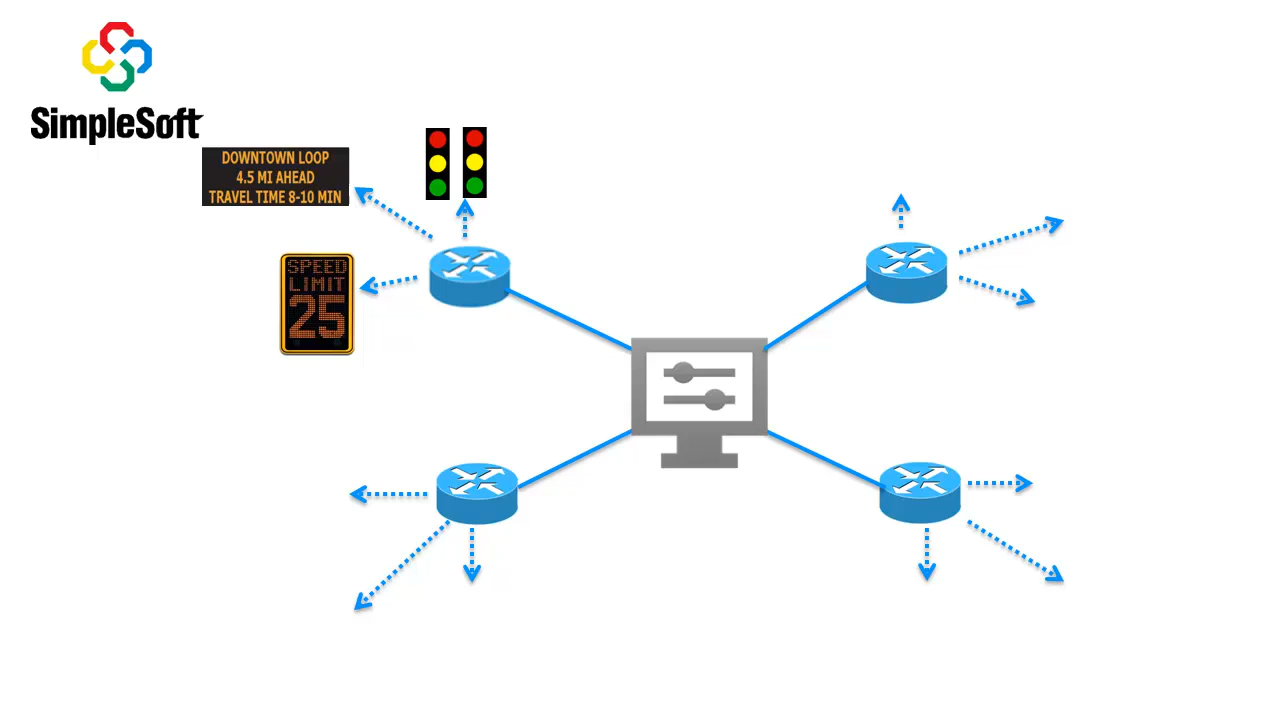 SimpleSoft
DOWNTOWN LOOP
4.5 MI AHEAD
TRAVEL TIME 8-10 MIN
SPEED
LIMIT
25